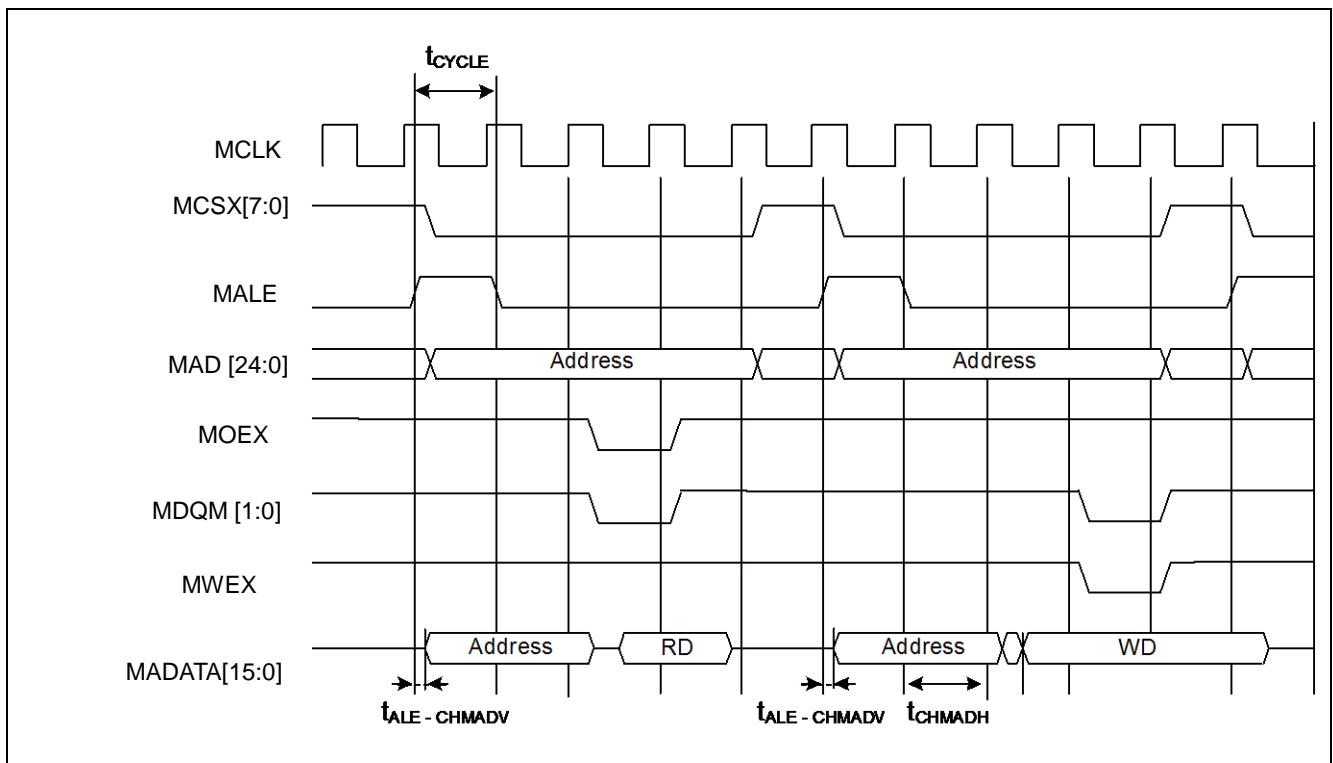 tCYCLE
MCLK
MCSX[7:0]
MALE
MAD [24:0]
Address
Address
MOEX
MDQM [1:0]
MWEX
MADATA[15:0]
Address
RD
Address
WD
tALE - CHMADV
tALE - CHMADV
tCHMADH